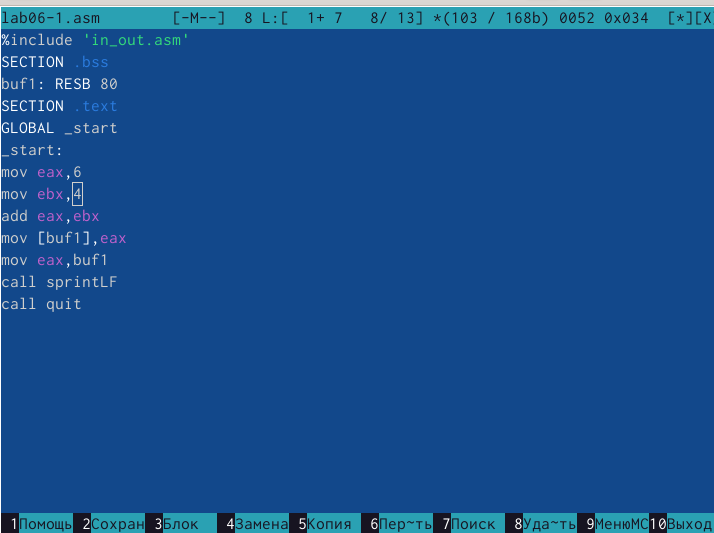 lab06-1.asm [-M--] 8 L:[ 1+ 7 8/ 13] *(103 / 168b) 0052 0x034 [*][X
%include 'in_out.asm'
SECTION .bss
buf1: RESB 80
SECTION .text
GLOBAL _start
_start:
mov eax,6
mov ebx,4
add eax,ebx
mov [buf1],eax
mov eax,buf1
call sprintLF
call quit
1Помощь 2Сохран 3Блок 4Замена 5Копия 6Пер~ть 7Поиск 8Уда~ть 9МенюMC 10Выход